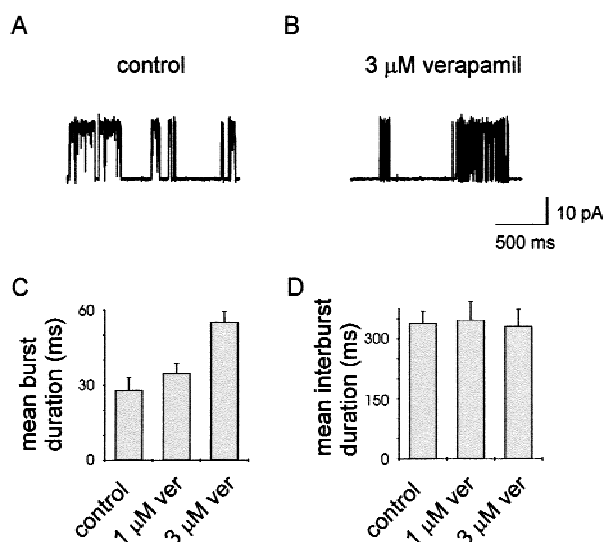 A
B
control
3 µM verapamil
10 pA
500 ms
C
D
mean burst
duration (ms)
60
30
0
control
1 µM ver
3 µM ver
mean interburst
duration (ms)
300
150
0
control
1 µM ver
3 µM ver